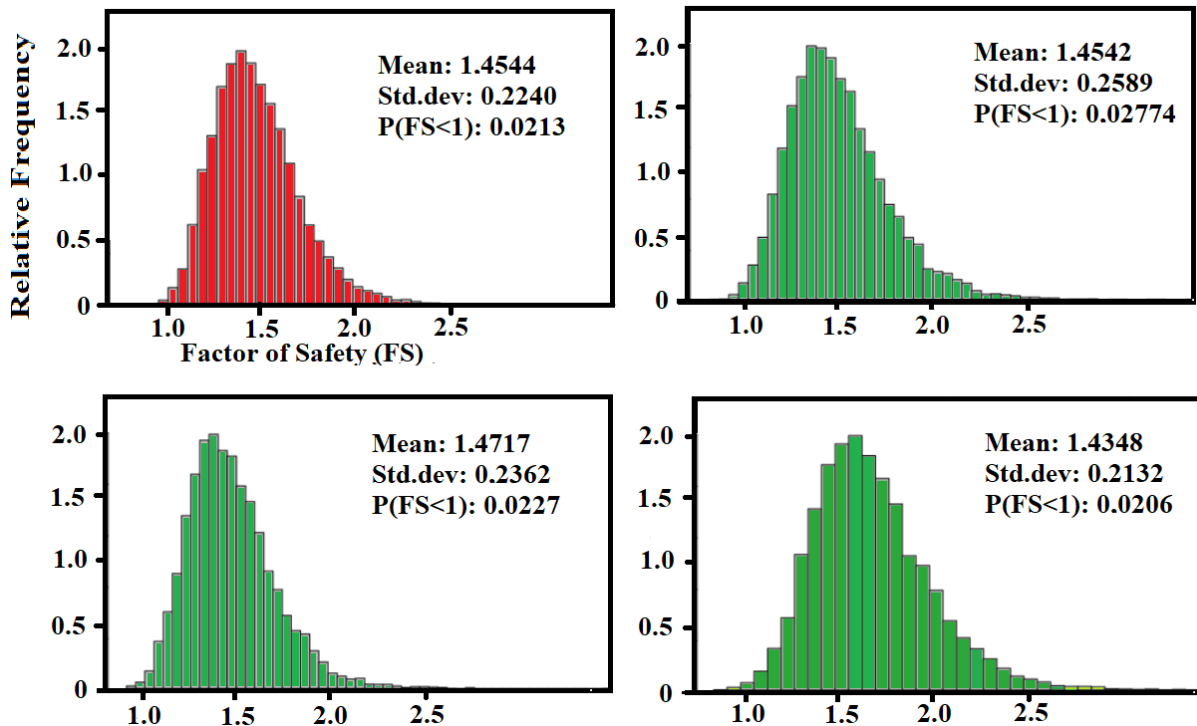 Relative Frequency
2.0
1.5
1.0
0.5
0
Mean: 1.4544
Std.dev: 0.2240
P(FS<1): 0.0213
1.0 1.5 2.0 2.5
Factor of Safety (FS)
2.0
1.5
1.0
0.5
0
Mean: 1.4542
Std.dev: 0.2589
P(FS<1): 0.02774
1.0 1.5 2.0 2.5
2.0
1.5
1.0
0.5
0
Mean: 1.4717
Std.dev: 0.2362
P(FS<1): 0.0227
1.0 1.5 2.0 2.5
2.0
1.5
1.0
0.5
0
Mean: 1.4348
Std.dev: 0.2132
P(FS<1): 0.0206
1.0 1.5 2.0 2.5